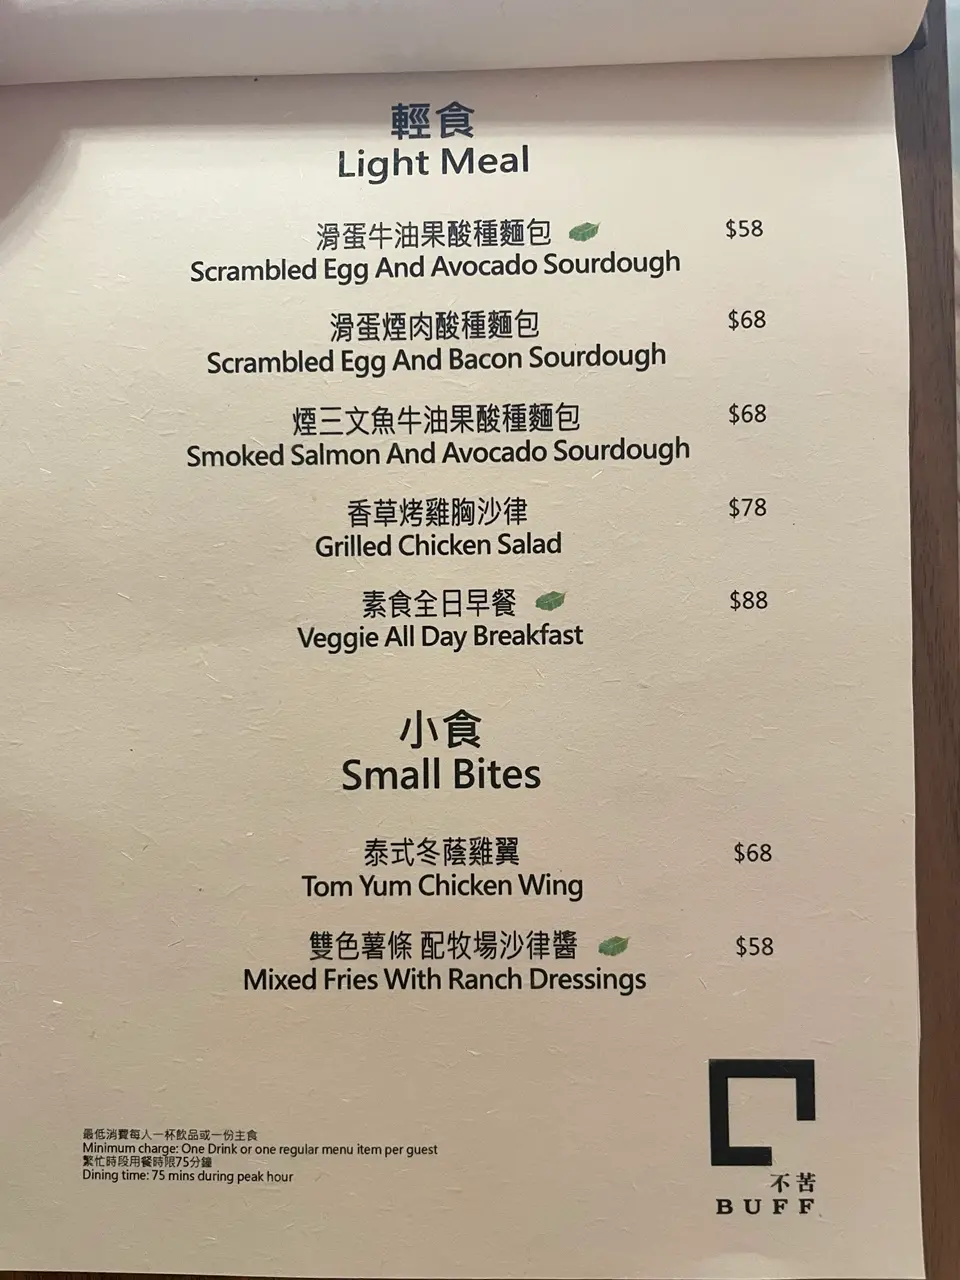 輕食
Light Meal
滑蛋牛油果酸種麵包 $58
Scrambled Egg And Avocado Sourdough
滑蛋煙肉酸種麵包 $68
Scrambled Egg And Bacon Sourdough
煙三文魚牛油果酸種麵包 $68
Smoked Salmon And Avocado Sourdough
香草烤雞胸沙律 $78
Grilled Chicken Salad
素食全日早餐 $88
Veggie All Day Breakfast
小食
Small Bites
泰式冬蔭雞翼 $68
Tom Yum Chicken Wing
雙色薯條 配牧場沙律醬 $58
Mixed Fries With Ranch Dressings
最低消費每人一杯飲品或一份主食
Minimum charge: One Drink or one regular menu item per guest
繁忙時段用餐時限75分鐘
Dining time: 75 mins during peak hour
不苦
BUFF